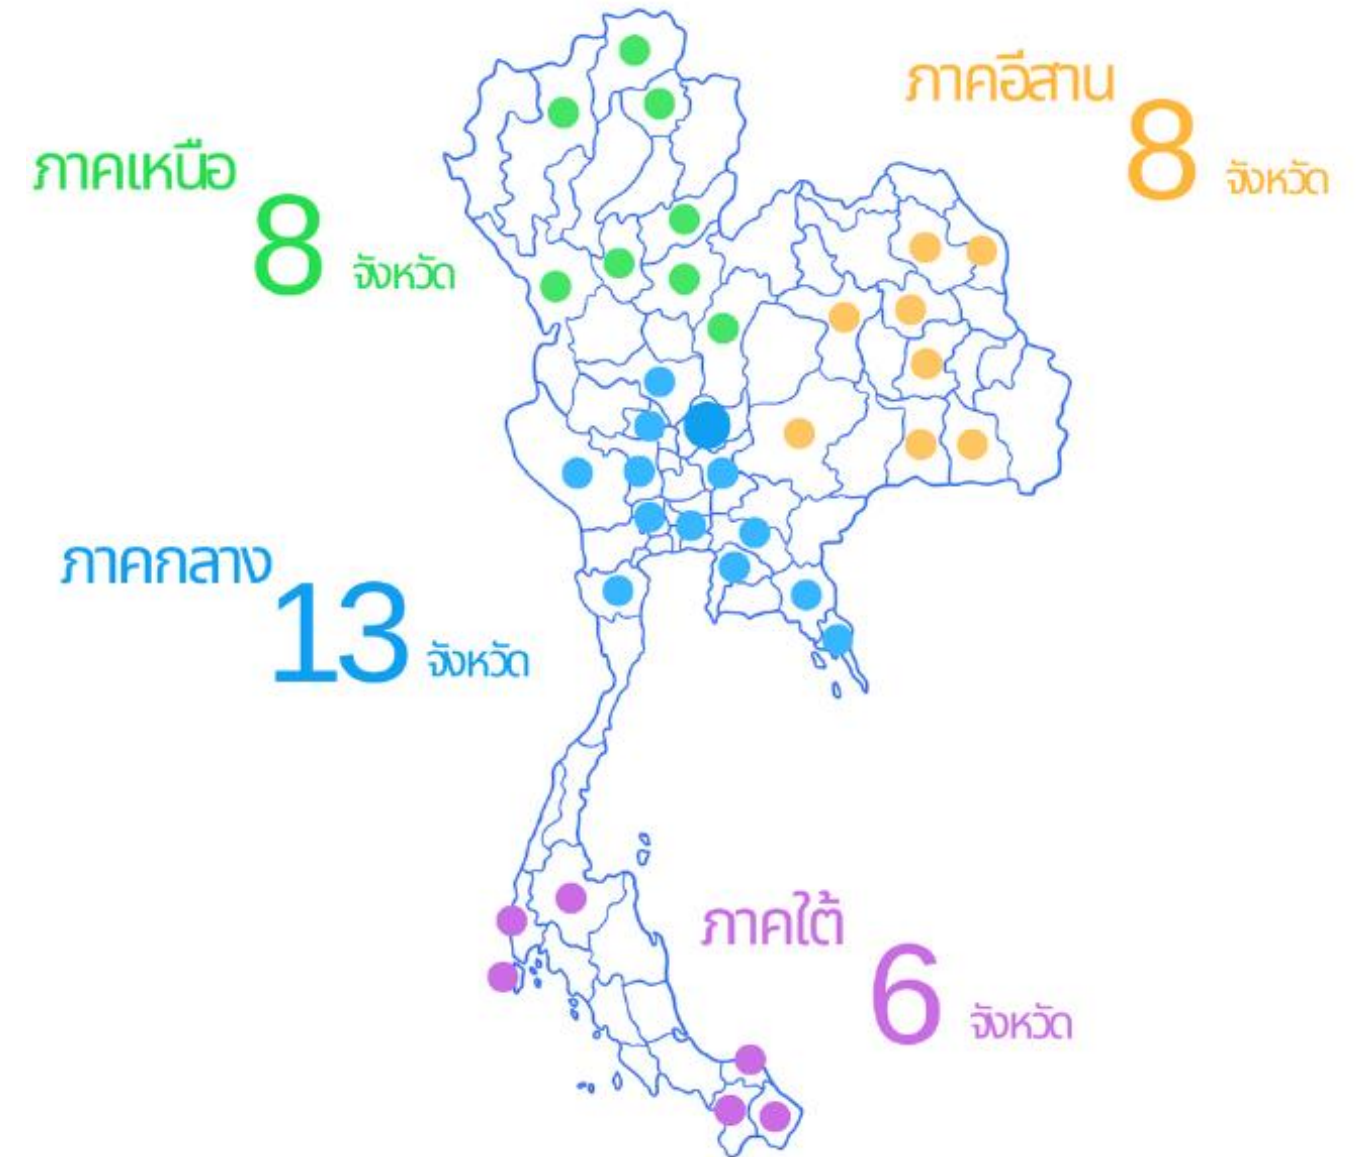 ภาคอีสาน
8 จังหวัด
ภาคเหนือ
8 จังหวัด
ภาคกลาง
13 จังหวัด
ภาคใต้
6 จังหวัด